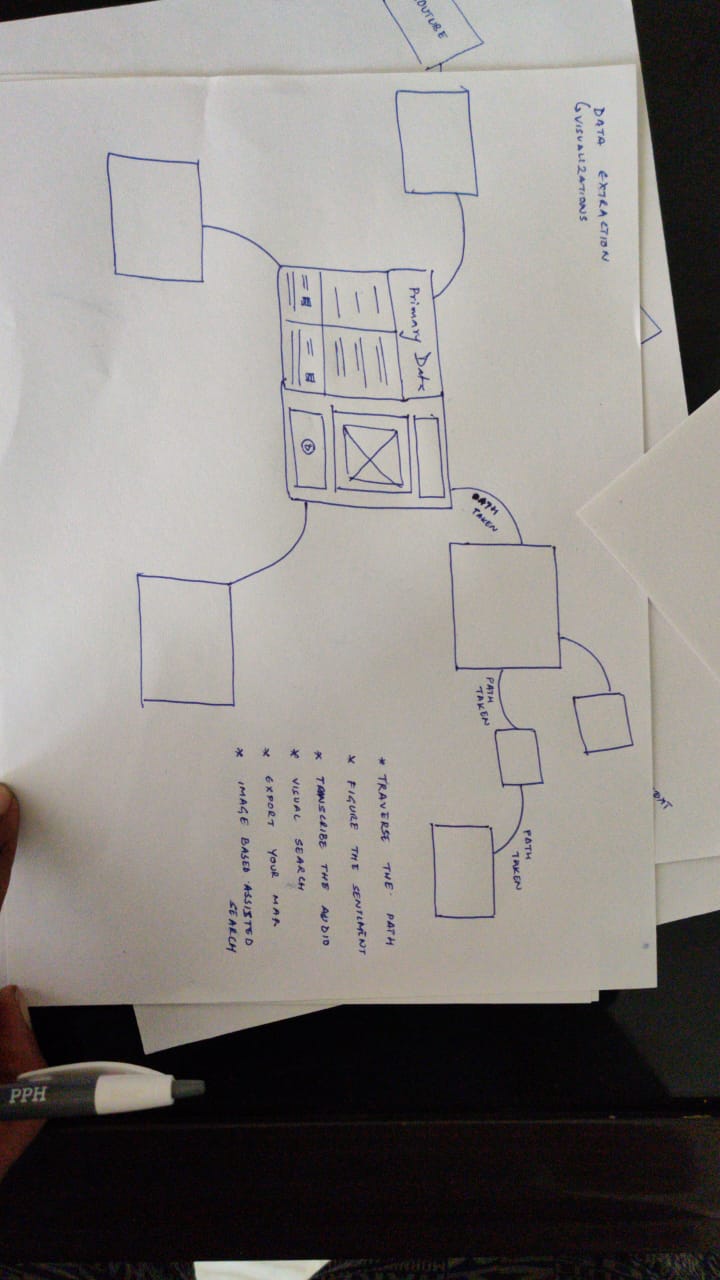 DATA EXTRACTION
↳ VISUALIZATIONS
Primary Data
PATH
TAKEN
PATH
TAKEN
PATH
TAKEN
* TRAVERSE THE PATH
* FIGURE THE SENTIMENT
* TRANSCRIBE THE AUDIO
* VISUAL SEARCH
* EXPORT YOUR MAP
* IMAGE BASED ASSISTED
SEARCH
PPH